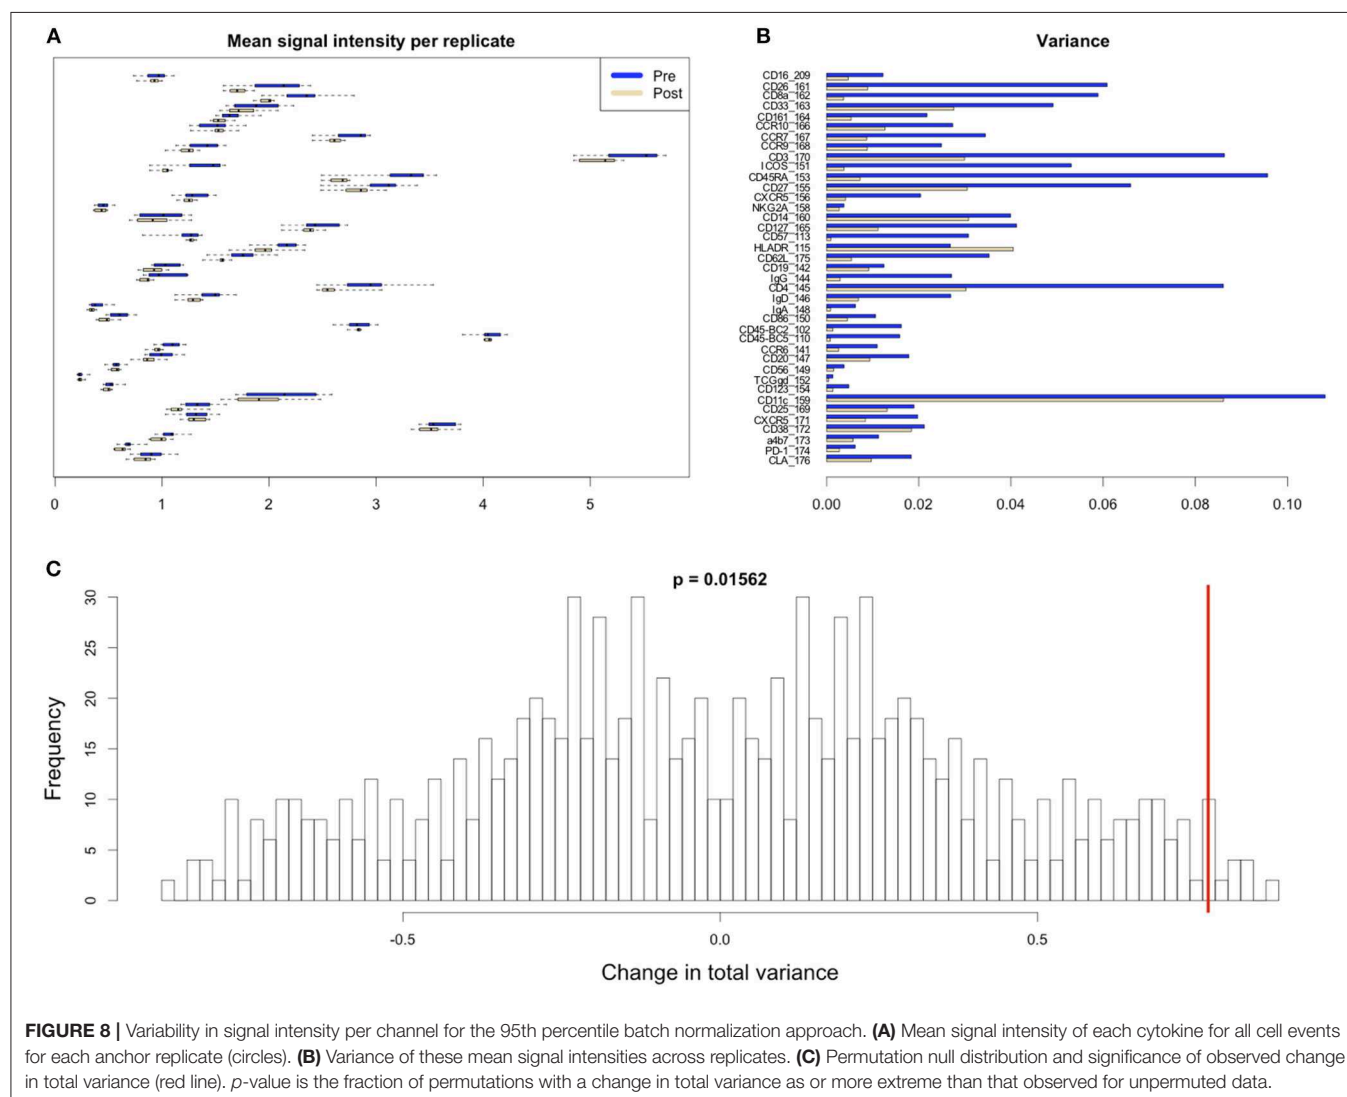 A
Mean signal intensity per replicate
Pre
Post
0 1 2 3 4 5
B
Variance
CD16_209
CD26_161
CD8a_162
CD33_163
CD161_164
CCR10_166
CCR7_167
CCR9_168
CD3_170
ICOS_151
CD45RA_153
CD27_155
CXCR5_156
NKG2A_158
CD14_160
CD127_165
CD57_113
HLADR_115
CD62L_175
CD19_142
IgG_144
CD4_145
IgD_146
IgA_148
CD86_150
CD45-BC2_102
CD45-BC5_110
CCR6_141
CD20_147
CD56_149
TCGgd_152
CD123_154
CD11c_159
CD25_169
CXCR5_171
CD38_172
a4b7_173
PD-1_174
CLA_176
0.00 0.02 0.04 0.06 0.08 0.10
C
p = 0.01562
Frequency
30
25
20
15
10
5
0
-0.5 0.0 0.5
Change in total variance
FIGURE 8 | Variability in signal intensity per channel for the 95th percentile batch normalization approach. (A) Mean signal intensity of each cytokine for all cell events
for each anchor replicate (circles). (B) Variance of these mean signal intensities across replicates. (C) Permutation null distribution and significance of observed change
in total variance (red line). p-value is the fraction of permutations with a change in total variance as or more extreme than that observed for unpermuted data.